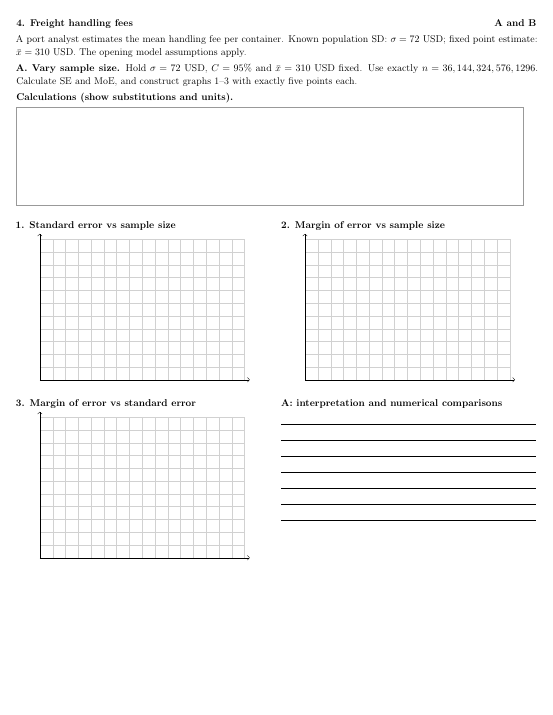 4. Freight handling fees A and B
A port analyst estimates the mean handling fee per container. Known population SD: σ = 72 USD; fixed point estimate:
x̄ = 310 USD. The opening model assumptions apply.
A. Vary sample size. Hold σ = 72 USD, C = 95% and x̄ = 310 USD fixed. Use exactly n = 36, 144, 324, 576, 1296.
Calculate SE and MoE, and construct graphs 1–3 with exactly five points each.
Calculations (show substitutions and units).
1. Standard error vs sample size
2. Margin of error vs sample size
3. Margin of error vs standard error
A: interpretation and numerical comparisons